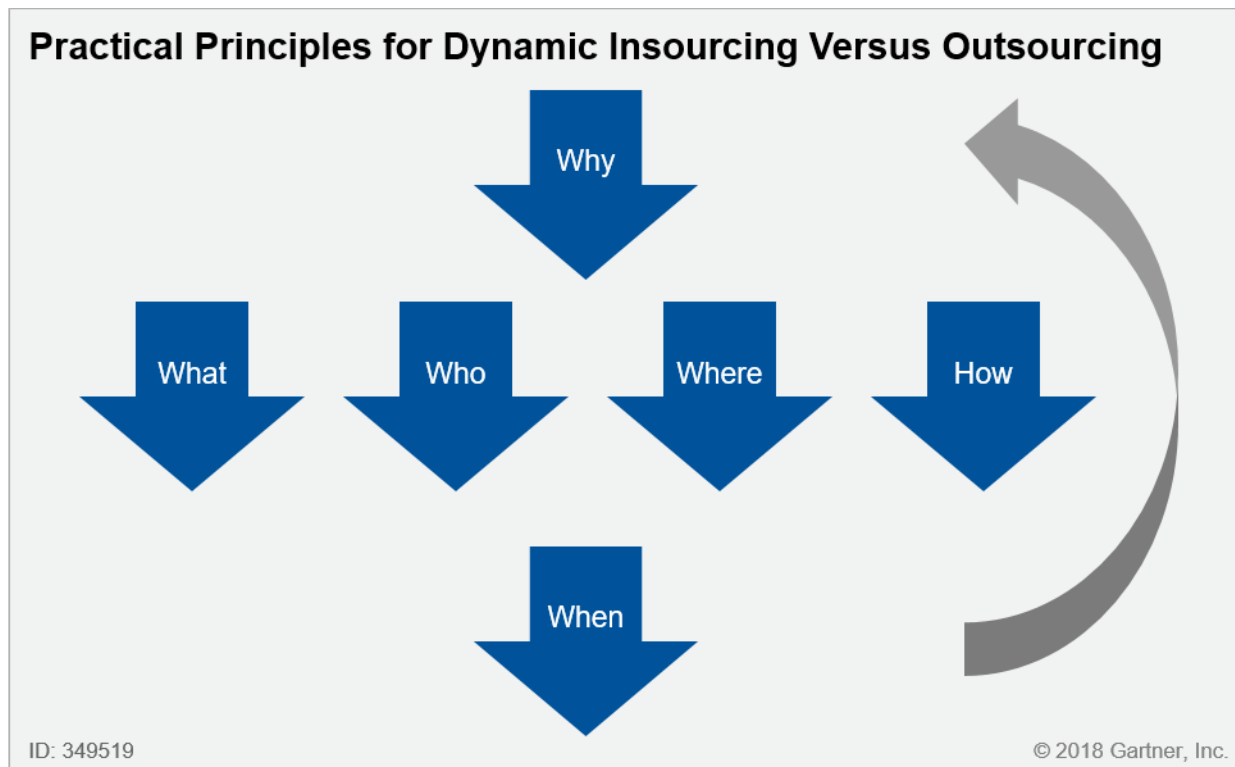 Practical Principles for Dynamic Insourcing Versus Outsourcing
Why
What
Who
Where
How
When
ID: 349519
© 2018 Gartner, Inc.